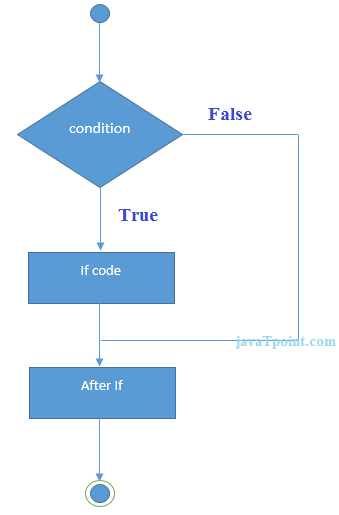 False
condition
True
If code
javaTpoint.com
After If